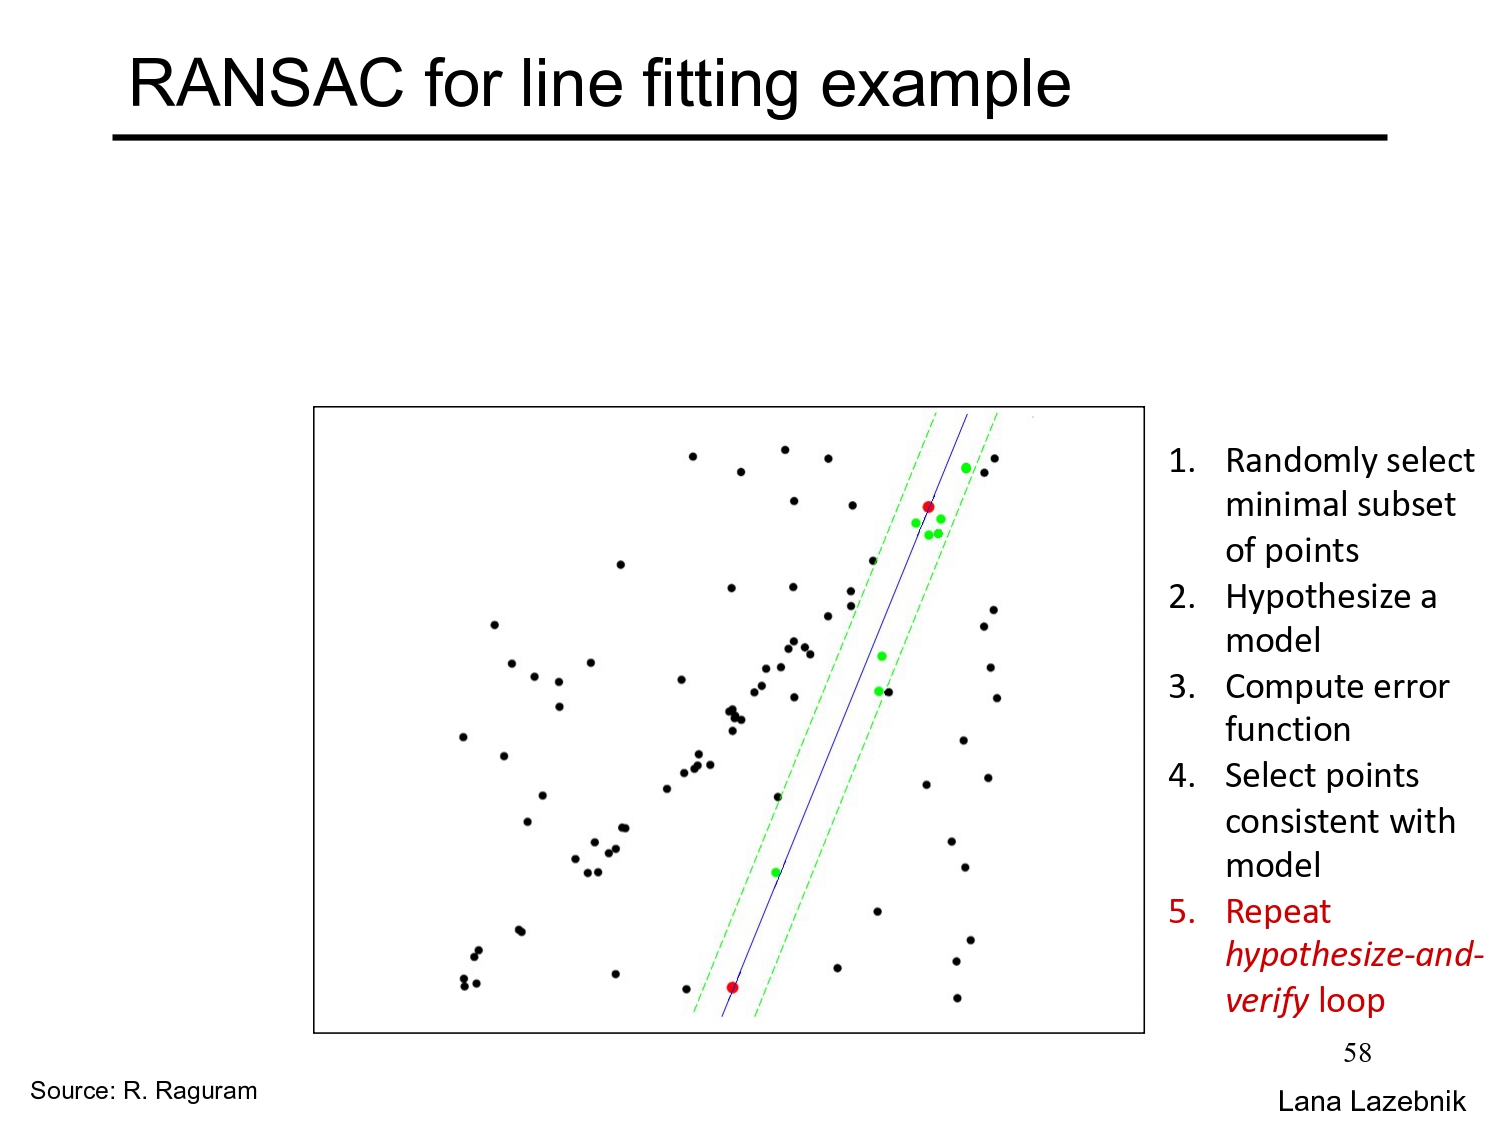 RANSAC for line fitting example
1. Randomly select
minimal subset
of points
2. Hypothesize a
model
3. Compute error
function
4. Select points
consistent with
model
5. Repeat
hypothesize-and-
verify loop
58
Source: R. Raguram
Lana Lazebnik